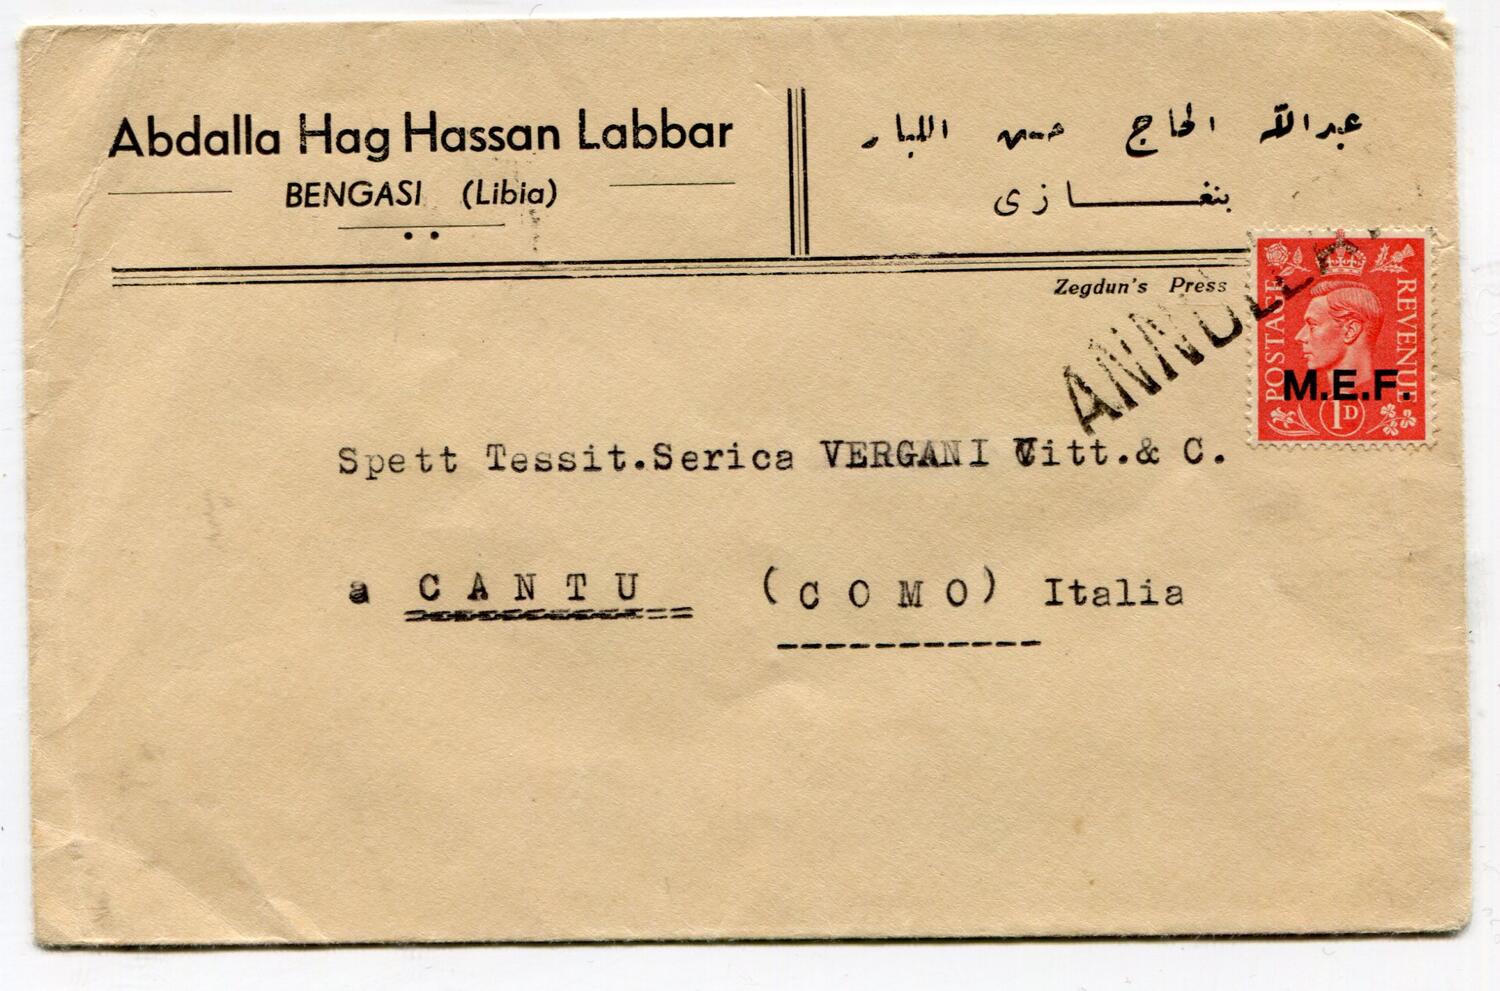 Abdalla Hag Hassan Labbar
BENGASI (Libia)
عبدالله الحاج حسن اللبار
بنغازى
Zegdun's Press
POSTAGE
REVENUE
M.E.F.
1D
Spett Tessit.Serica VERGANI Vitt.& C.
a CANTU (COMO) Italia